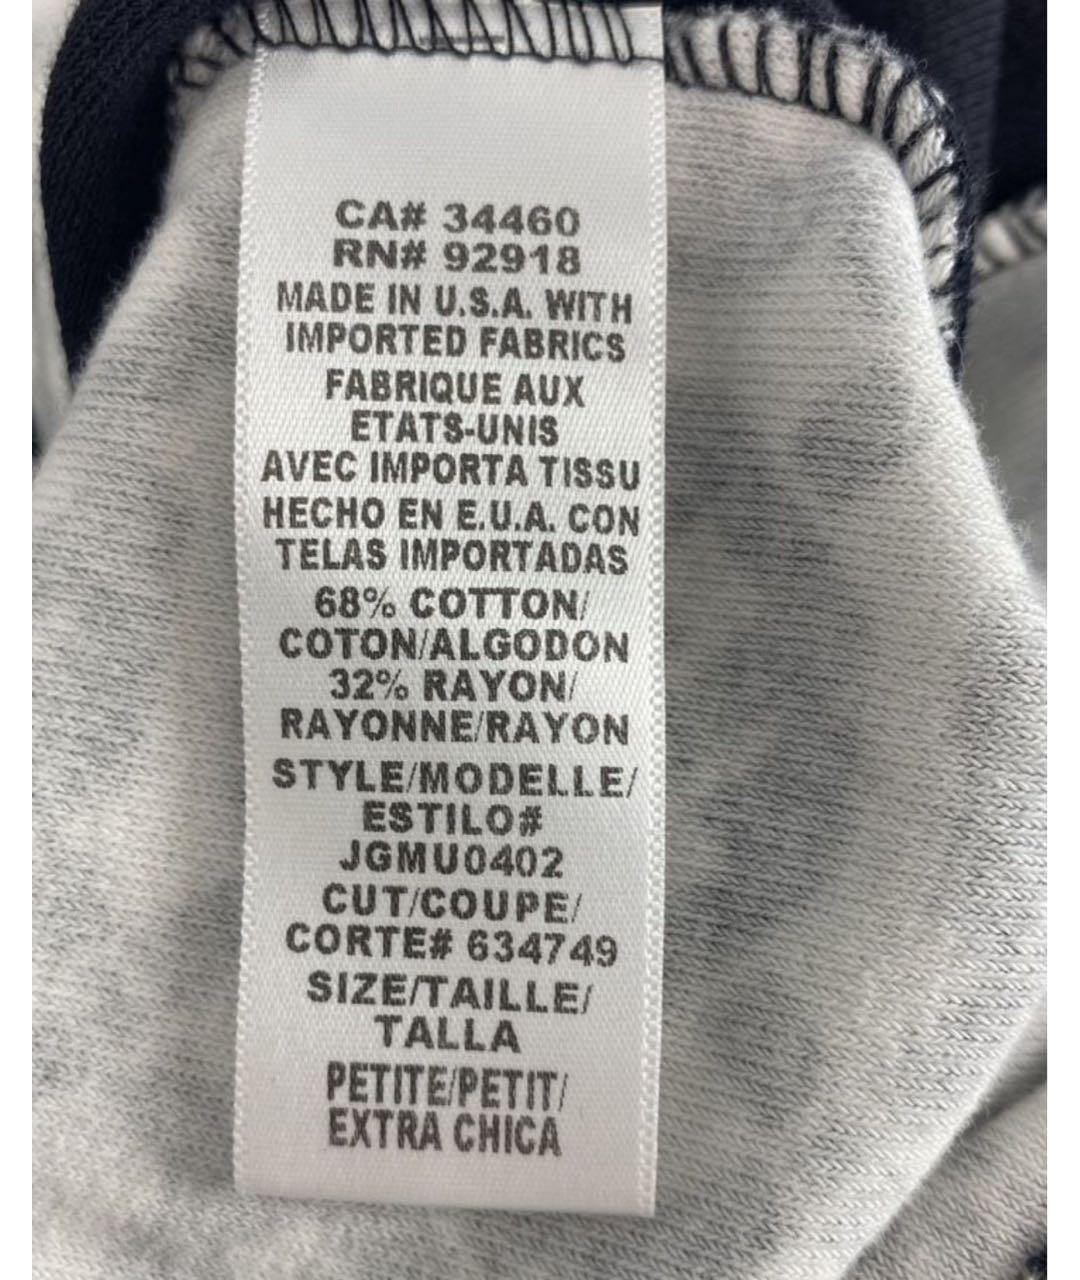 CA# 34460
RN# 92918
MADE IN U.S.A. WITH
IMPORTED FABRICS
FABRIQUE AUX
ETATS-UNIS
AVEC IMPORTA TISSU
HECHO EN E.U.A. CON
TELAS IMPORTADAS
68% COTTON/
COTON/ALGODON
32% RAYON/
RAYONNE/RAYON
STYLE/MODELLE/
ESTILO#
JGMU0402
CUT/COUPE/
CORTE# 634749
SIZE/TAILLE/
TALLA
PETITE/PETIT/
EXTRA CHICA